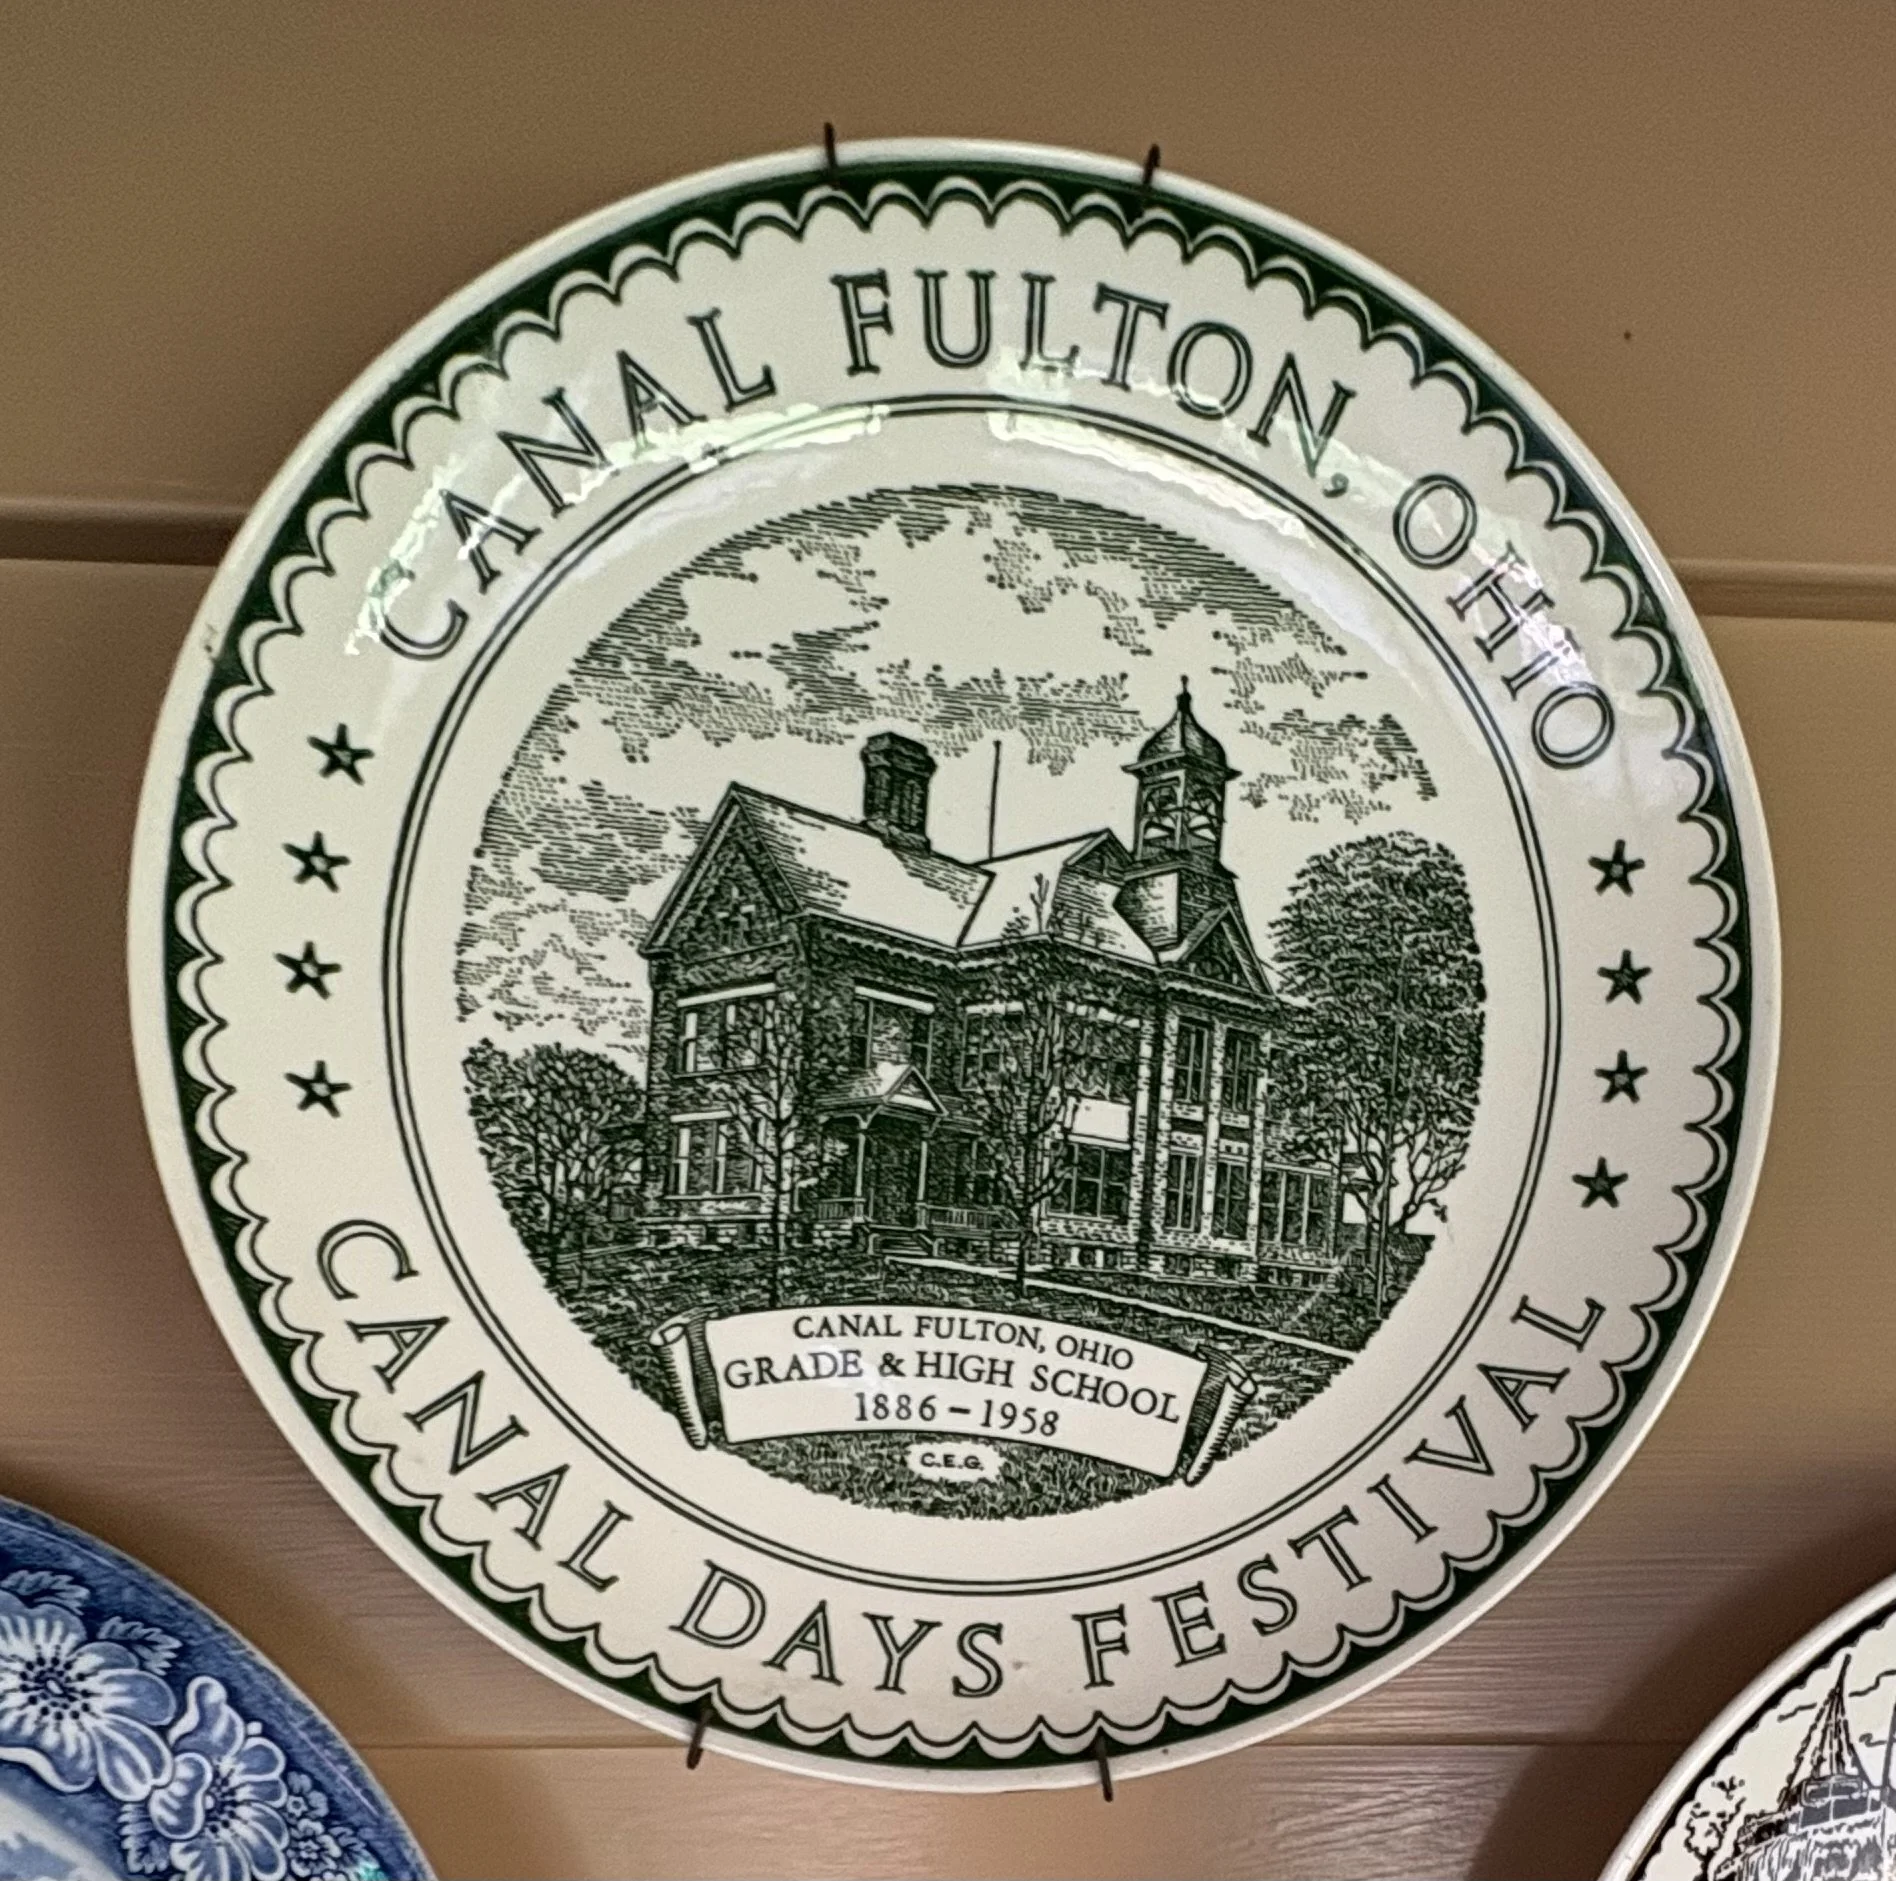 CANAL FULTON, OHIO
CANAL FULTON, OHIO
GRADE & HIGH SCHOOL
1886 – 1958
C.E.G.
CANAL DAYS FESTIVAL